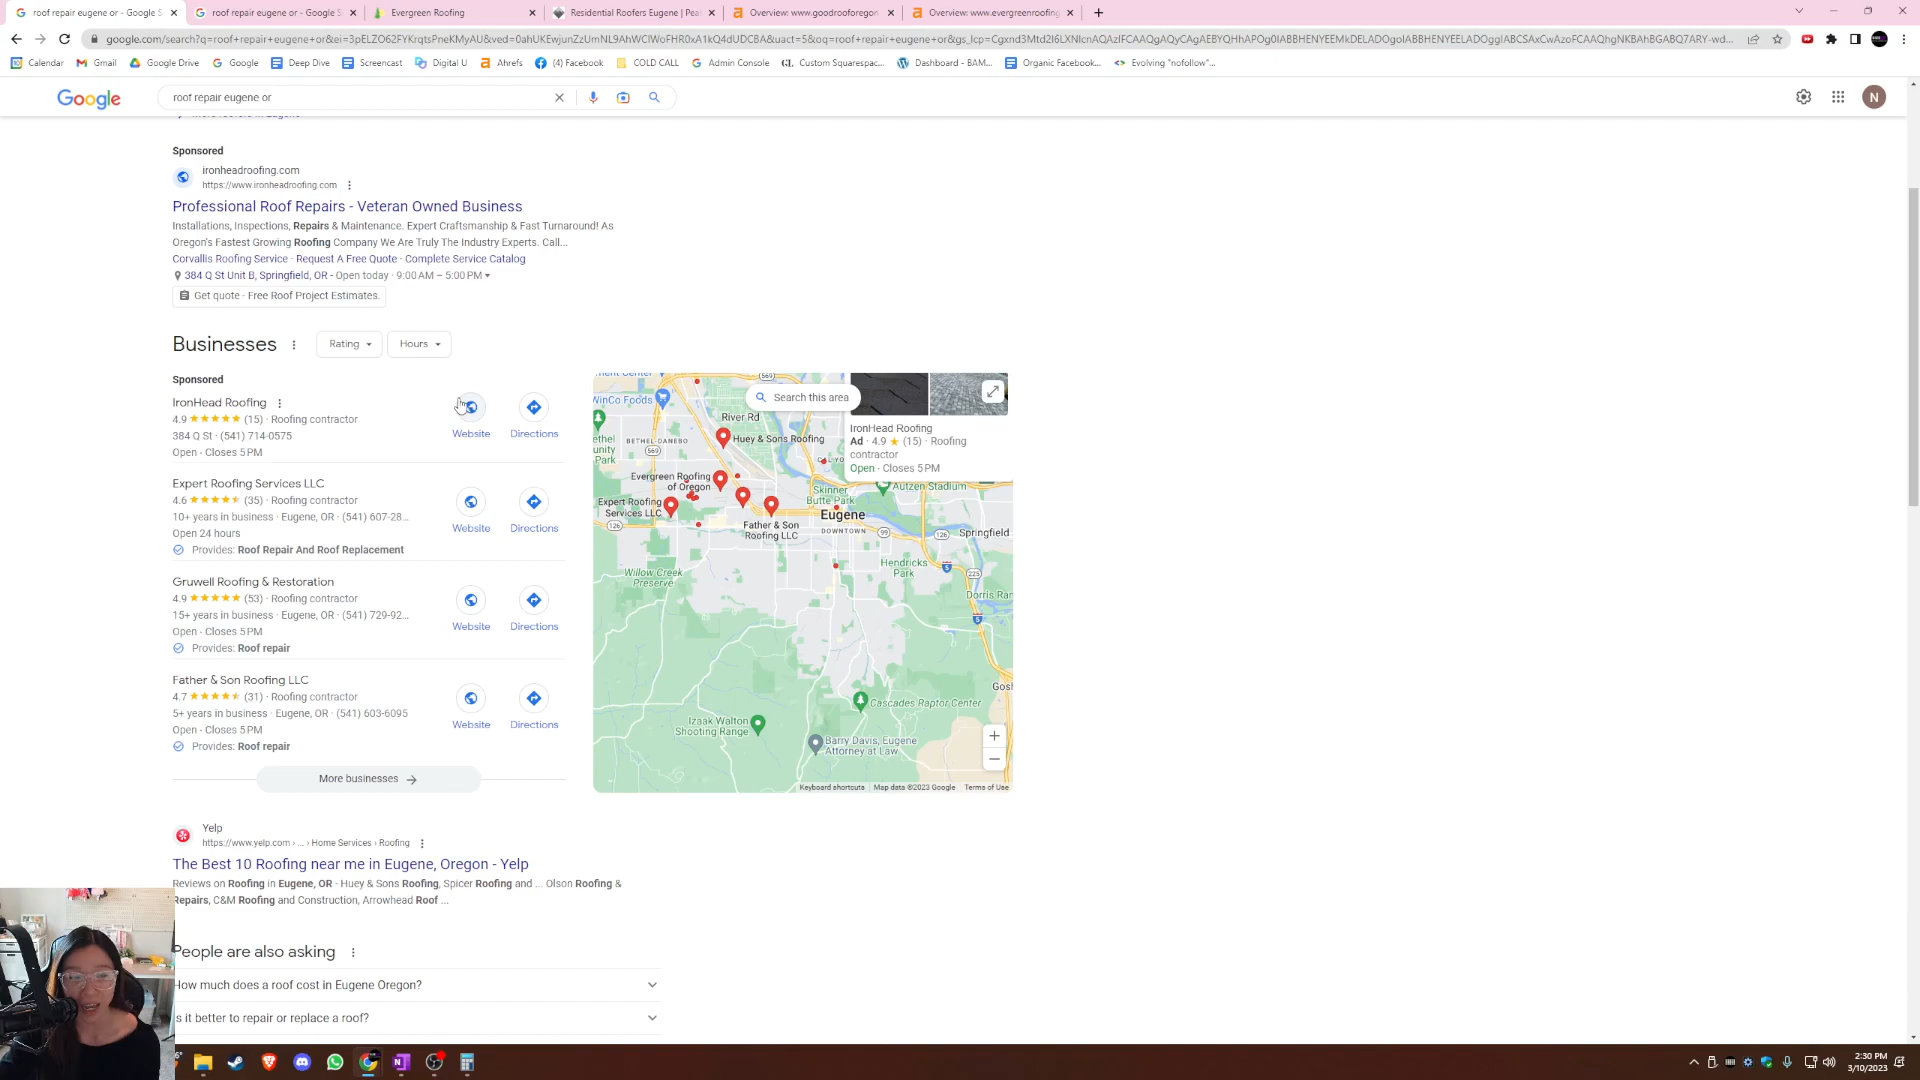 roof repair eugene or - Google S
roof repair eugene or - Google S
Evergreen Roofing
Residential Roofers Eugene | Peak
Overview: www.goodrooforegon
Overview: www.evergreenroofing
Calendar
Gmail
Google Drive
Google
Deep Dive
Screencast
Digital U
Ahrefs
(4) Facebook
COLD CALL
Admin Console
Custom Squarespac...
Dashboard - BAM...
Organic Facebook...
Evolving "nofollow"...
Google
roof repair eugene or
N
Sponsored
ironheadroofing.com
https://www.ironheadroofing.com
Professional Roof Repairs - Veteran Owned Business
Installations, Inspections, Repairs & Maintenance. Expert Craftsmanship & Fast Turnaround! As
Oregon's Fastest Growing Roofing Company We Are Truly The Industry Experts. Call...
Corvallis Roofing Service · Request A Free Quote · Complete Service Catalog
384 Q St Unit B, Springfield, OR - Open today · 9:00 AM – 5:00 PM
Get quote · Free Roof Project Estimates.
Businesses
Rating
Hours
Sponsored
IronHead Roofing
4.9 (15) · Roofing contractor
384 Q St · (541) 714-0575
Open · Closes 5 PM
Website
Directions
Expert Roofing Services LLC
4.6 (35) · Roofing contractor
10+ years in business · Eugene, OR · (541) 607-28...
Open 24 hours
Provides: Roof Repair And Roof Replacement
Website
Directions
Gruwell Roofing & Restoration
4.9 (53) · Roofing contractor
15+ years in business · Eugene, OR · (541) 729-92...
Open · Closes 5 PM
Provides: Roof repair
Website
Directions
Father & Son Roofing LLC
4.7 (31) · Roofing contractor
5+ years in business · Eugene, OR · (541) 603-6095
Open · Closes 5 PM
Provides: Roof repair
Website
Directions
More businesses
WinCo Foods
569
Search this area
River Rd
IronHead Roofing
Ad · 4.9 (15) · Roofing
contractor
Open · Closes 5 PM
BETHEL-DANEBO
Huey & Sons Roofing
569
Evergreen Roofing
of Oregon
Expert Roofing
Services LLC
126
Skinner
Butte Park
Autzen Stadium
Eugene
DOWNTOWN
Father & Son
Roofing LLC
99
126
Springfield
Willow Creek
Preserve
Hendricks
Park
5
225
Dorris Ran
5
Gosh
Izaak Walton
Shooting Range
Cascades Raptor Center
Barry Davis, Eugene
Attorney at Law
Keyboard shortcuts
Map data ©2023 Google
Terms of Use
Yelp
https://www.yelp.com › ... › Home Services › Roofing
The Best 10 Roofing near me in Eugene, Oregon - Yelp
Reviews on Roofing in Eugene, OR - Huey & Sons Roofing, Spicer Roofing and ... Olson Roofing &
Repairs, C&M Roofing and Construction, Arrowhead Roof ...
People are also asking
How much does a roof cost in Eugene Oregon?
s it better to repair or replace a roof?
2:30 PM
3/10/2023